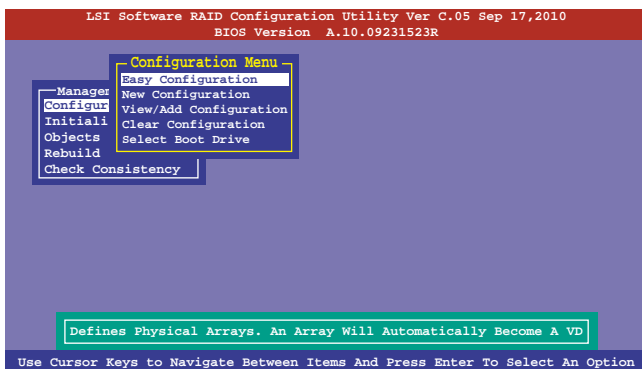 LSI Software RAID Configuration Utility Ver C.05 Sep 17,2010
BIOS Version A.10.09231523R
Configuration Menu
Easy Configuration
New Configuration
View/Add Configuration
Clear Configuration
Select Boot Drive
Managem
Configur
Initiali
Objects
Rebuild
Check Consistency
Defines Physical Arrays. An Array Will Automatically Become A VD
Use Cursor Keys to Navigate Between Items And Press Enter To Select An Option